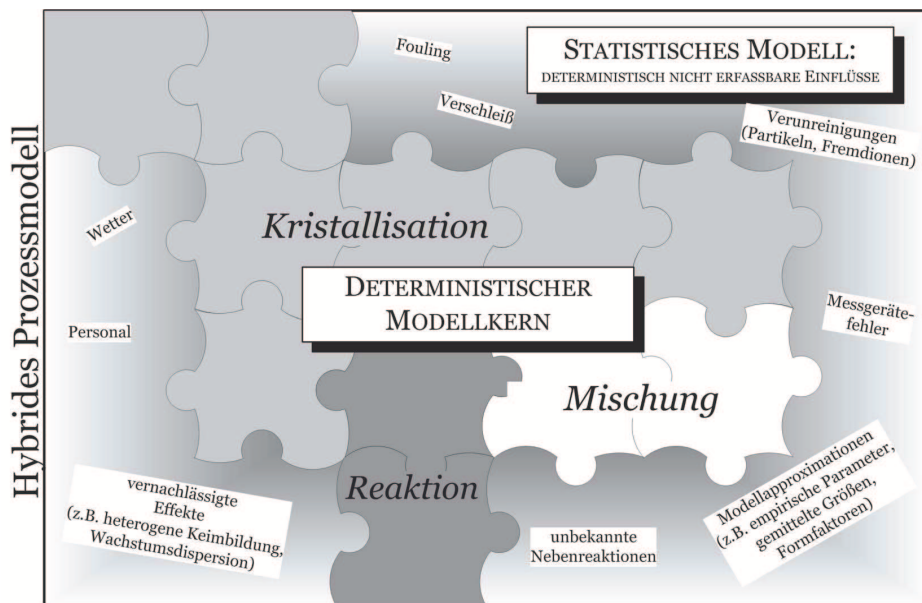 Hybrides Prozessmodell
Fouling
STATISTISCHES MODELL:
DETERMINISTISCH NICHT ERFASSBARE EINFLÜSSE
Verschleiß
Verunreinigungen
(Partikeln, Fremdionen)
Wetter
Kristallisation
DETERMINISTISCHER
MODELLKERN
Personal
Messgeräte-
fehler
Mischung
Reaktion
vernachlässigte
Effekte
(z.B. heterogene Keimbildung,
Wachstumsdispersion)
unbekannte
Nebenreaktionen
Modellapproximationen
(z.B. empirische Parameter,
gemittelte Größen,
Formfaktoren)